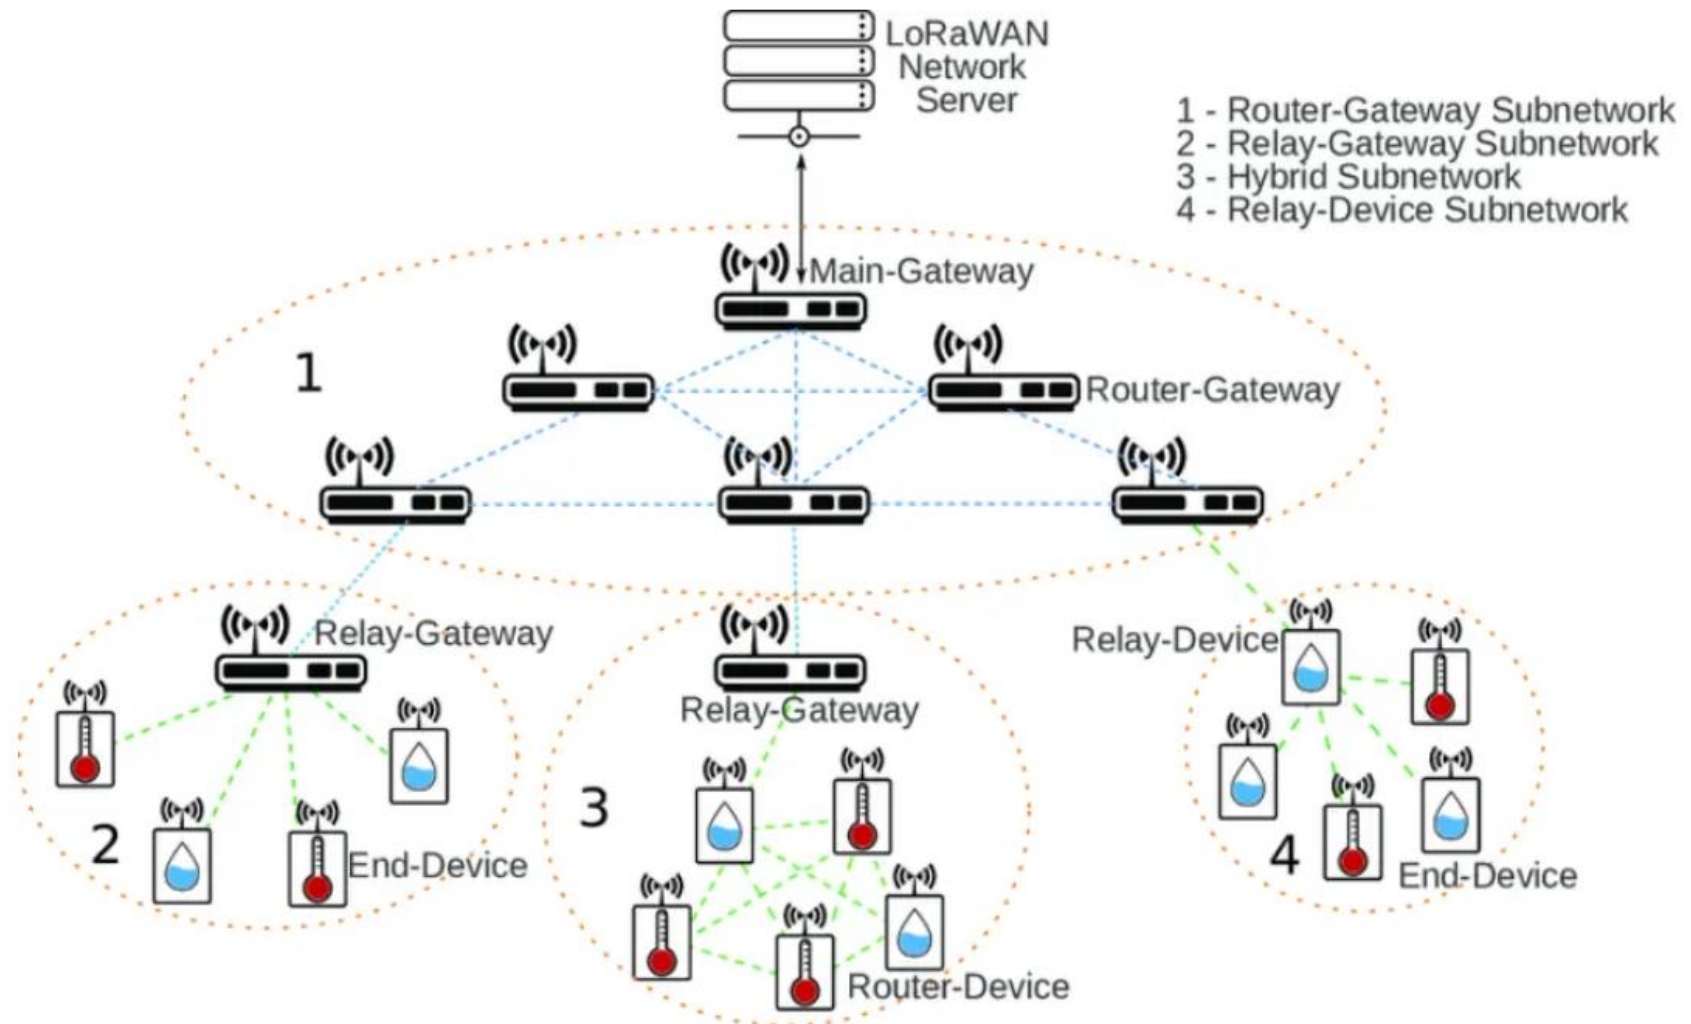 LoRaWAN
Network
Server
1 - Router-Gateway Subnetwork
2 - Relay-Gateway Subnetwork
3 - Hybrid Subnetwork
4 - Relay-Device Subnetwork
Main-Gateway
1
Router-Gateway
Relay-Gateway
Relay-Gateway
Relay-Device
2
End-Device
3
Router-Device
4
End-Device